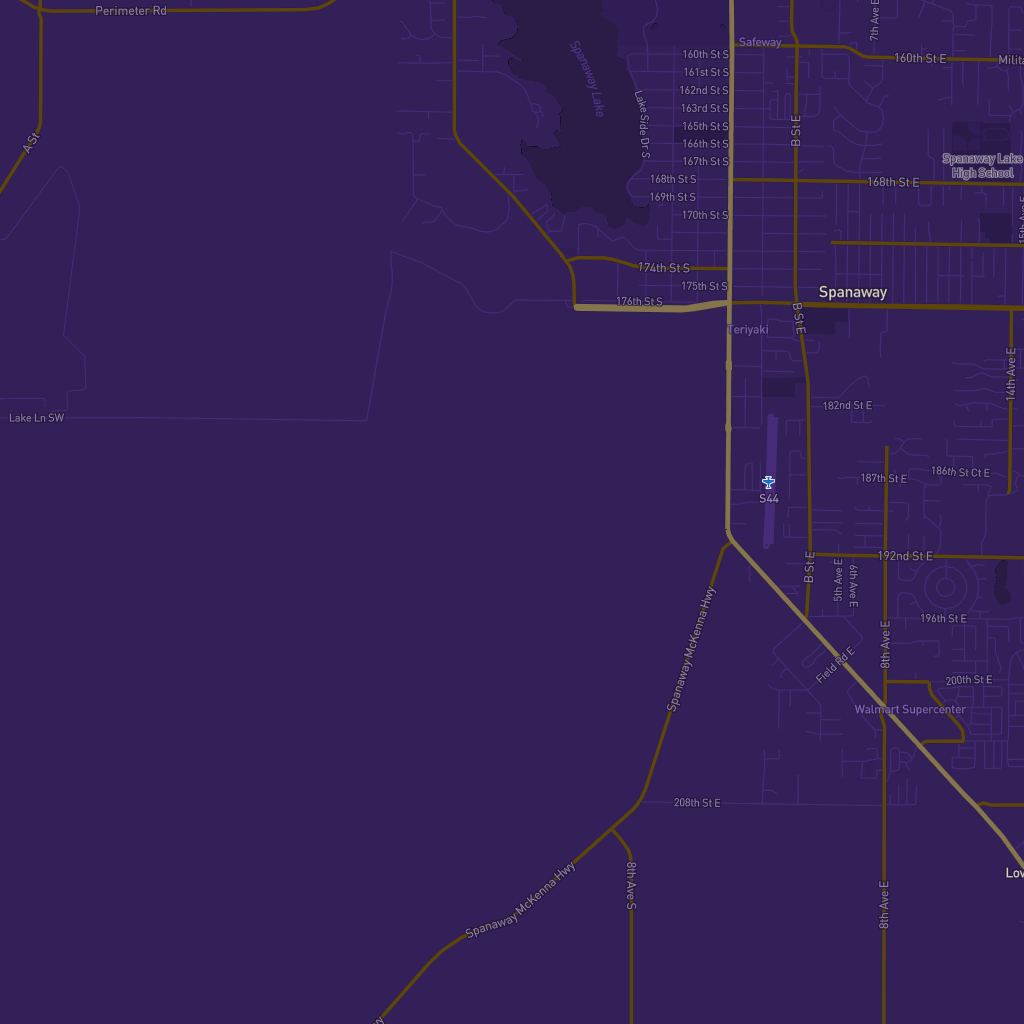 Perimeter Rd
7th Ave E
Safeway
160th St S
160th St E
Spanaway Lake
161st St S
162nd St S
163rd St S
Lake Side Dr S
B St E
165th St S
A St
166th St S
167th St S
Spanaway Lake
High School
168th St S
168th St E
169th St S
170th St S
15th Ave E
174th St S
175th St S
Spanaway
176th St S
B St E
Teriyaki
14th Ave E
182nd St E
Lake Ln SW
186th St Ct E
187th St E
S44
192nd St E
B St E
5th Ave E
6th Ave E
196th St E
Spanaway McKenna Hwy
8th Ave E
Field Rd E
200th St E
Walmart Supercenter
208th St E
8th Ave S
Spanaway McKenna Hwy
8th Ave E